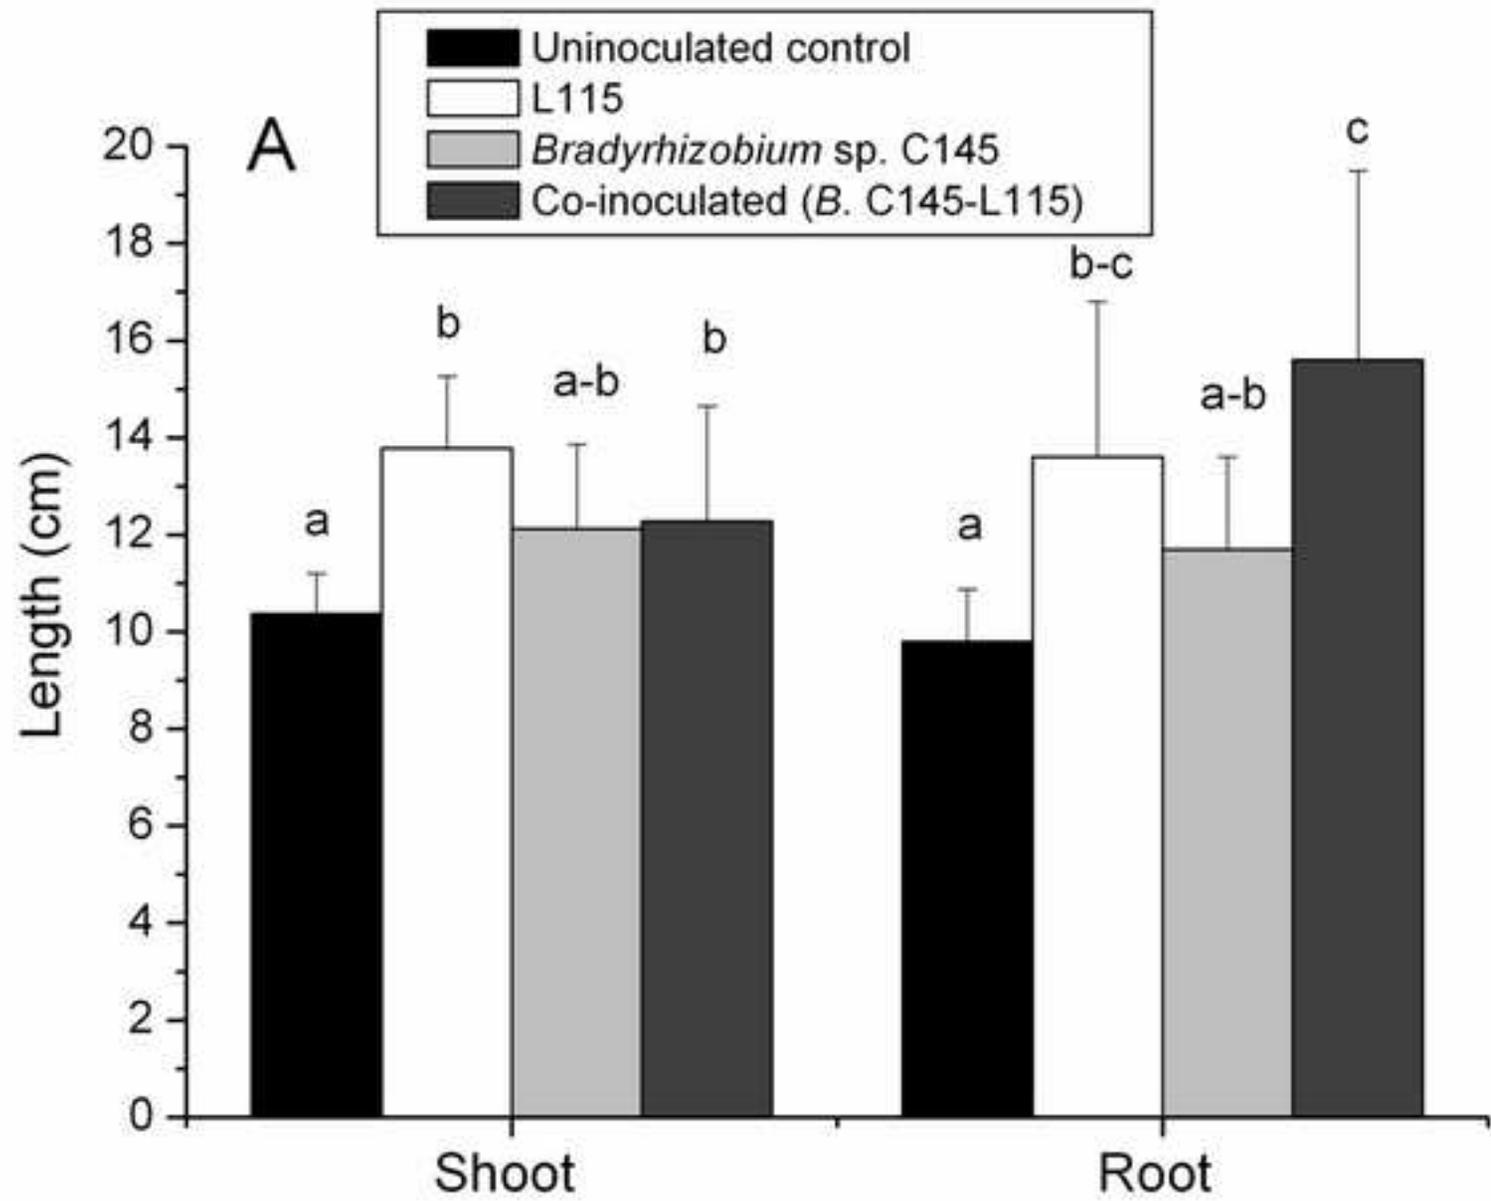 Uninoculated control
L115
Bradyrhizobium sp. C145
Co-inoculated (B. C145-L115)
A
20
18
16
14
12
10
8
6
4
2
0
Length (cm)
a
b
a-b
b
a
b-c
a-b
c
Shoot
Root